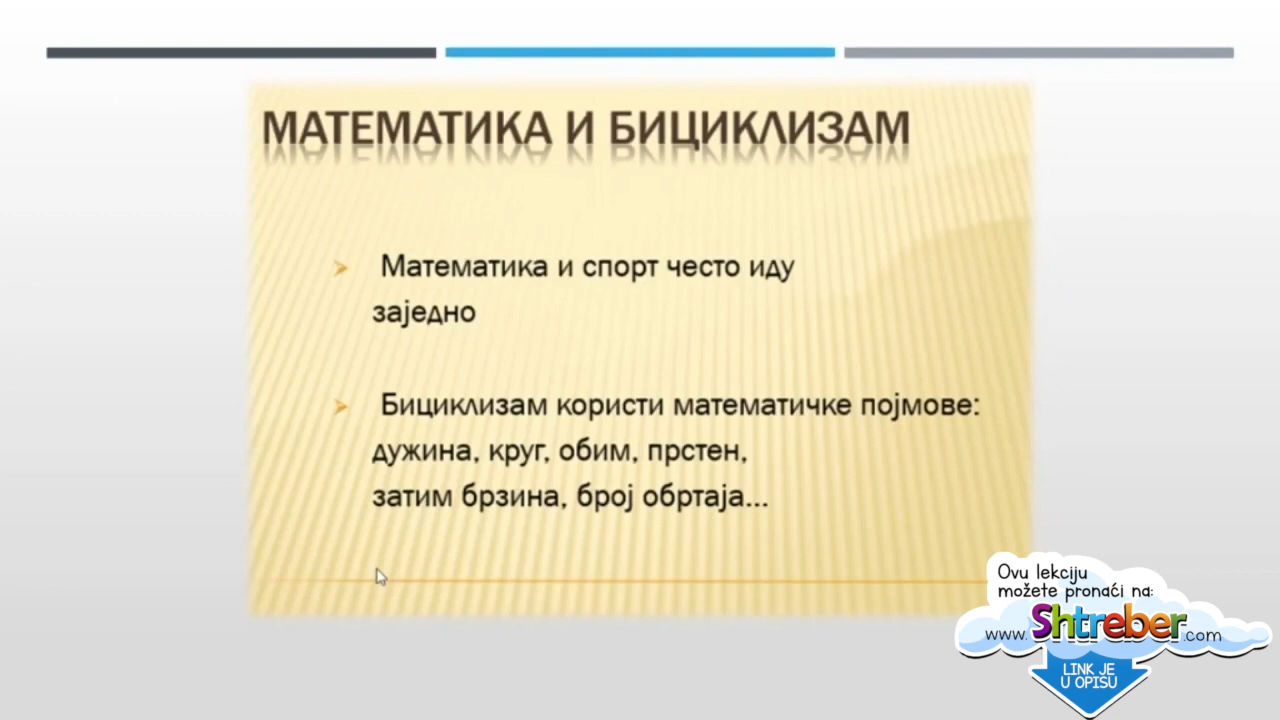 МАТЕМАТИКА И БИЦИКЛИЗАМ
Математика и спорт често иду
заједно
Бициклизам користи математичке појмове:
дужина, круг, обим, прстен,
затим брзина, број обртаја...
Ovu lekciju
možete pronaći na:
www.Shtreber.com
LINK JE
U OPISU